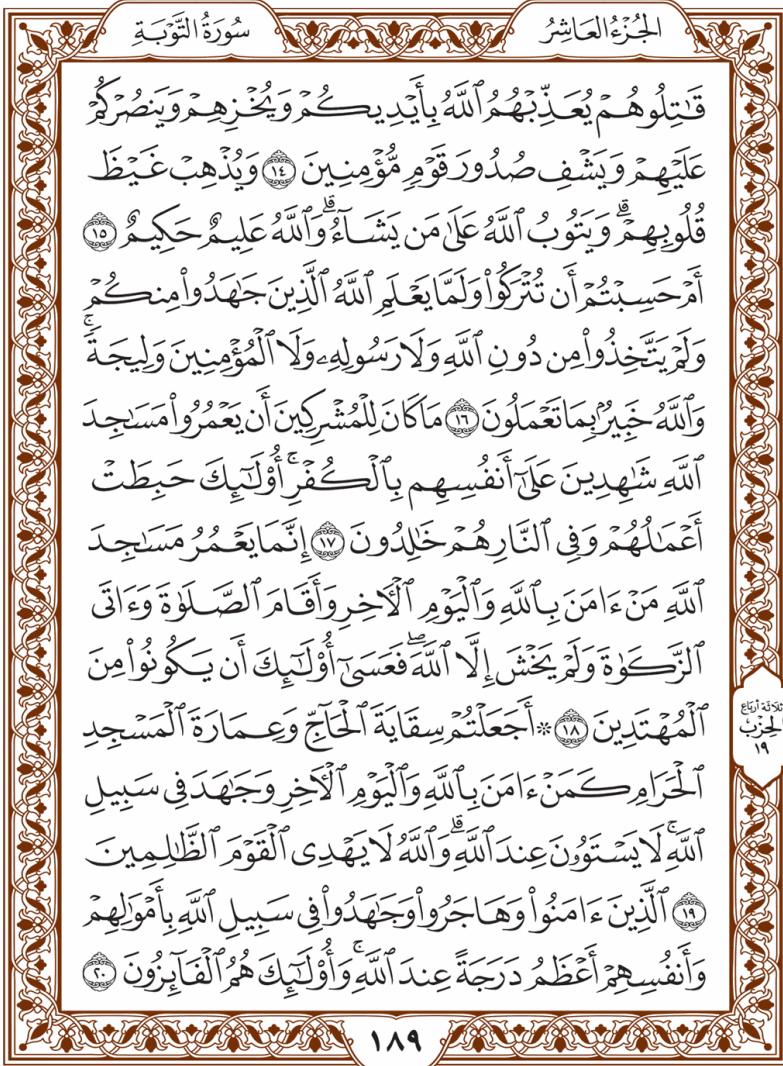 الجُزْءُ العَاشِرُ
سُورَةُ التَّوْبَةِ
قَٰتِلُوهُمۡ يُعَذِّبۡهُمُ ٱللَّهُ بِأَيۡدِيكُمۡ وَيُخۡزِهِمۡ وَيَنصُرۡكُمۡ
عَلَيۡهِمۡ وَيَشۡفِ صُدُورَ قَوۡمٖ مُّؤۡمِنِينَ ١٤ وَيُذۡهِبۡ غَيۡظَ
قُلُوبِهِمۡۗ وَيَتُوبُ ٱللَّهُ عَلَىٰ مَن يَشَآءُۗ وَٱللَّهُ عَلِيمٌ حَكِيمٌ ١٥
أَمۡ حَسِبۡتُمۡ أَن تُتۡرَكُواْ وَلَمَّا يَعۡلَمِ ٱللَّهُ ٱلَّذِينَ جَٰهَدُواْ مِنكُمۡ
وَلَمۡ يَتَّخِذُواْ مِن دُونِ ٱللَّهِ وَلَا رَسُولِهِۦ وَلَا ٱلۡمُؤۡمِنِينَ وَلِيجَةٗۚ
وَٱللَّهُ خَبِيرُۢ بِمَا تَعۡمَلُونَ ١٦ مَا كَانَ لِلۡمُشۡرِكِينَ أَن يَعۡمُرُواْ مَسَٰجِدَ
ٱللَّهِ شَٰهِدِينَ عَلَىٰٓ أَنفُسِهِم بِٱلۡكُفۡرِۚ أُوْلَٰٓئِكَ حَبِطَتۡ
أَعۡمَٰلُهُمۡ وَفِي ٱلنَّارِ هُمۡ خَٰلِدُونَ ١٧ إِنَّمَا يَعۡمُرُ مَسَٰجِدَ
ٱللَّهِ مَنۡ ءَامَنَ بِٱللَّهِ وَٱلۡيَوۡمِ ٱلۡأٓخِرِ وَأَقَامَ ٱلصَّلَوٰةَ وَءَاتَى
ٱلزَّكَوٰةَ وَلَمۡ يَخۡشَ إِلَّا ٱللَّهَۖ فَعَسَىٰٓ أُوْلَٰٓئِكَ أَن يَكُونُواْ مِنَ
ٱلۡمُهۡتَدِينَ ١٨ ۞ أَجَعَلۡتُمۡ سِقَايَةَ ٱلۡحَآجِّ وَعِمَارَةَ ٱلۡمَسۡجِدِ
ٱلۡحَرَامِ كَمَنۡ ءَامَنَ بِٱللَّهِ وَٱلۡيَوۡمِ ٱلۡأٓخِرِ وَجَٰهَدَ فِي سَبِيلِ
ٱللَّهِۚ لَا يَسۡتَوُۥنَ عِندَ ٱللَّهِۗ وَٱللَّهُ لَا يَهۡدِي ٱلۡقَوۡمَ ٱلظَّٰلِمِينَ
١٩ ٱلَّذِينَ ءَامَنُواْ وَهَاجَرُواْ وَجَٰهَدُواْ فِي سَبِيلِ ٱللَّهِ بِأَمۡوَٰلِهِمۡ
وَأَنفُسِهِمۡ أَعۡظَمُ دَرَجَةً عِندَ ٱللَّهِۚ وَأُوْلَٰٓئِكَ هُمُ ٱلۡفَآئِزُونَ ٢٠
ثلاثة أرباع
الحزب
١٩
١٨٩